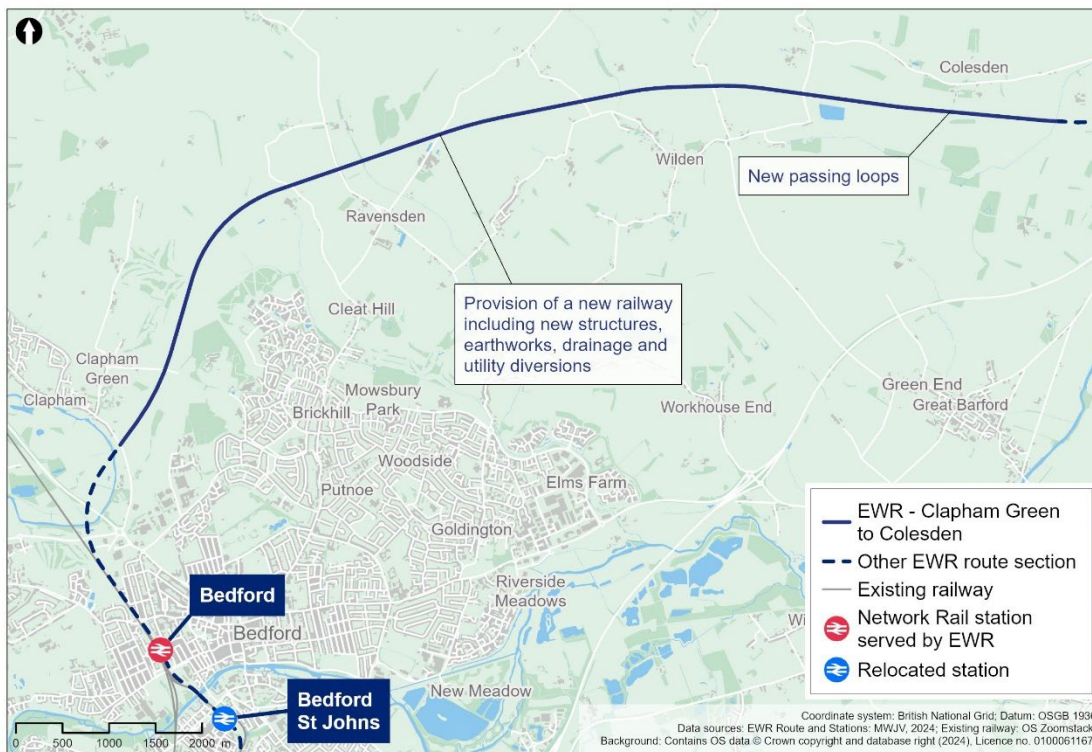 Colesden
Wilden
New passing loops
Ravensden
Provision of a new railway
including new structures,
earthworks, drainage and
utility diversions
Cleat Hill
Clapham
Green
Clapham
Mowsbury
Park
Brickhill
Workhouse End
Green End
Great Barford
Woodside
Putnoe
Elms Farm
Goldington
Riverside
Meadows
Bedford
Bedford
New Meadow
Bedford
St Johns
EWR - Clapham Green
to Colesden
Other EWR route section
Existing railway
Network Rail station
served by EWR
Relocated station
0 500 1000 1500 2000 m
Coordinate system: British National Grid; Datum: OSGB 1936
Data sources: EWR Route and Stations: MWJV, 2024; Existing railway: OS Zoomstack
Background: Contains OS data © Crown copyright and database right (2024), Licence no. 0100061167